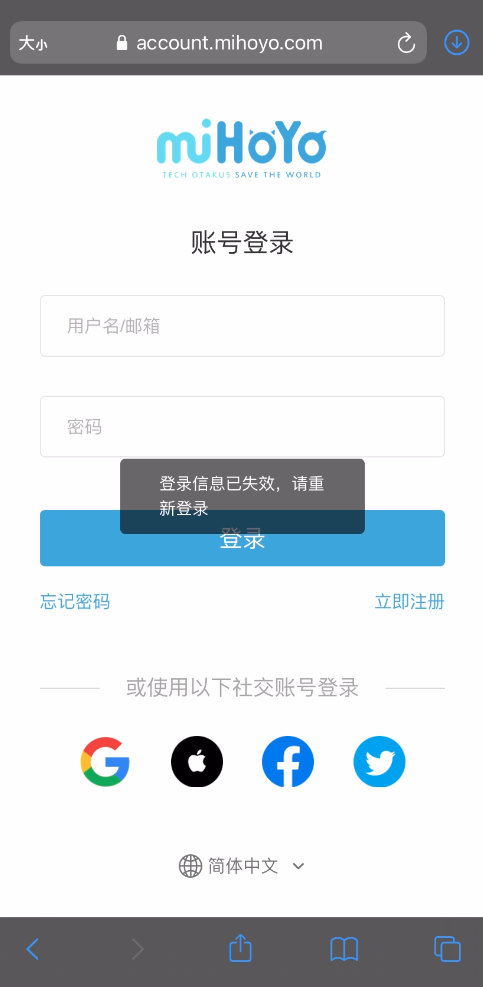 大小
account.mihoyo.com
miHoYo
TECH OTAKUS SAVE THE WORLD
账号登录
用户名/邮箱
密码
登录信息已失效，请重
新登录
登录
忘记密码
立即注册
或使用以下社交账号登录
简体中文